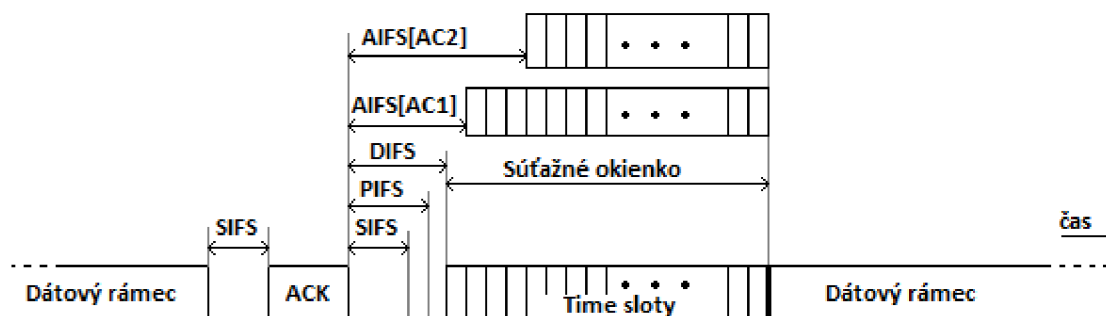 AIFS[AC2]
AIFS[AC1]
DIFS
Súťažné okienko
PIFS
SIFS
SIFS
čas
Dátový rámec
ACK
Time sloty
Dátový rámec